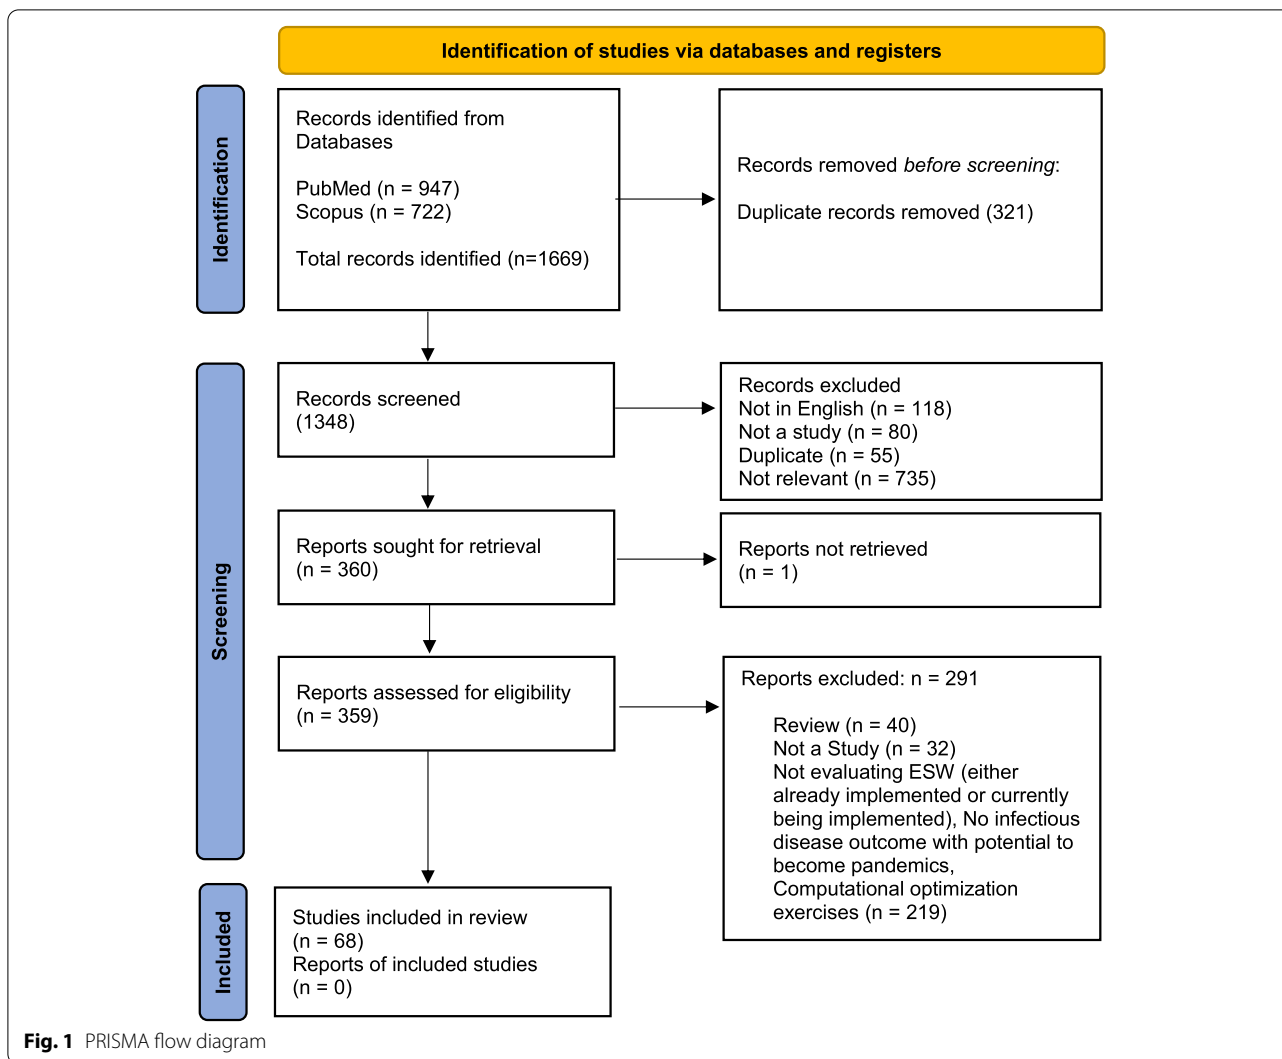 Identification of studies via databases and registers
Identification
Records identified from
Databases
PubMed (n = 947)
Scopus (n = 722)
Total records identified (n=1669)
Records removed before screening:
Duplicate records removed (321)
Screening
Records screened
(1348)
Records excluded
Not in English (n = 118)
Not a study (n = 80)
Duplicate (n = 55)
Not relevant (n = 735)
Reports sought for retrieval
(n = 360)
Reports not retrieved
(n = 1)
Reports assessed for eligibility
(n = 359)
Reports excluded: n = 291
Review (n = 40)
Not a Study (n = 32)
Not evaluating ESW (either
already implemented or currently
being implemented), No infectious
disease outcome with potential to
become pandemics,
Computational optimization
exercises (n = 219)
Included
Studies included in review
(n = 68)
Reports of included studies
(n = 0)
Fig. 1 PRISMA flow diagram